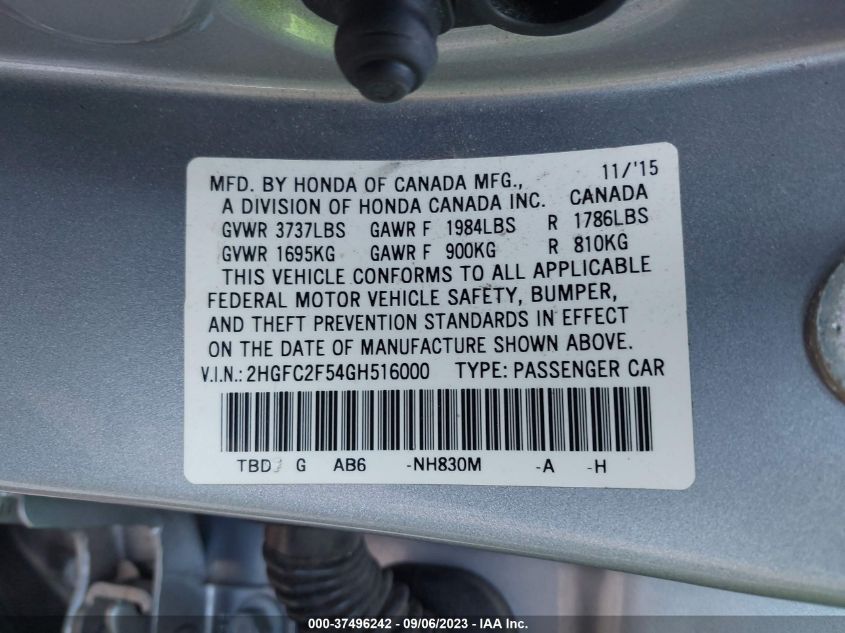 11/'15
MFD. BY HONDA OF CANADA MFG.,
A DIVISION OF HONDA CANADA INC. CANADA
GVWR 3737LBS GAWR F 1984LBS R 1786LBS
GVWR 1695KG GAWR F 900KG R 810KG
THIS VEHICLE CONFORMS TO ALL APPLICABLE
FEDERAL MOTOR VEHICLE SAFETY, BUMPER,
AND THEFT PREVENTION STANDARDS IN EFFECT
ON THE DATE OF MANUFACTURE SHOWN ABOVE.
V.I.N.: 2HGFC2F54GH516000 TYPE: PASSENGER CAR
G AB6 -NH830M -A -H
000-37496242 - 09/06/2023 - IAA Inc.